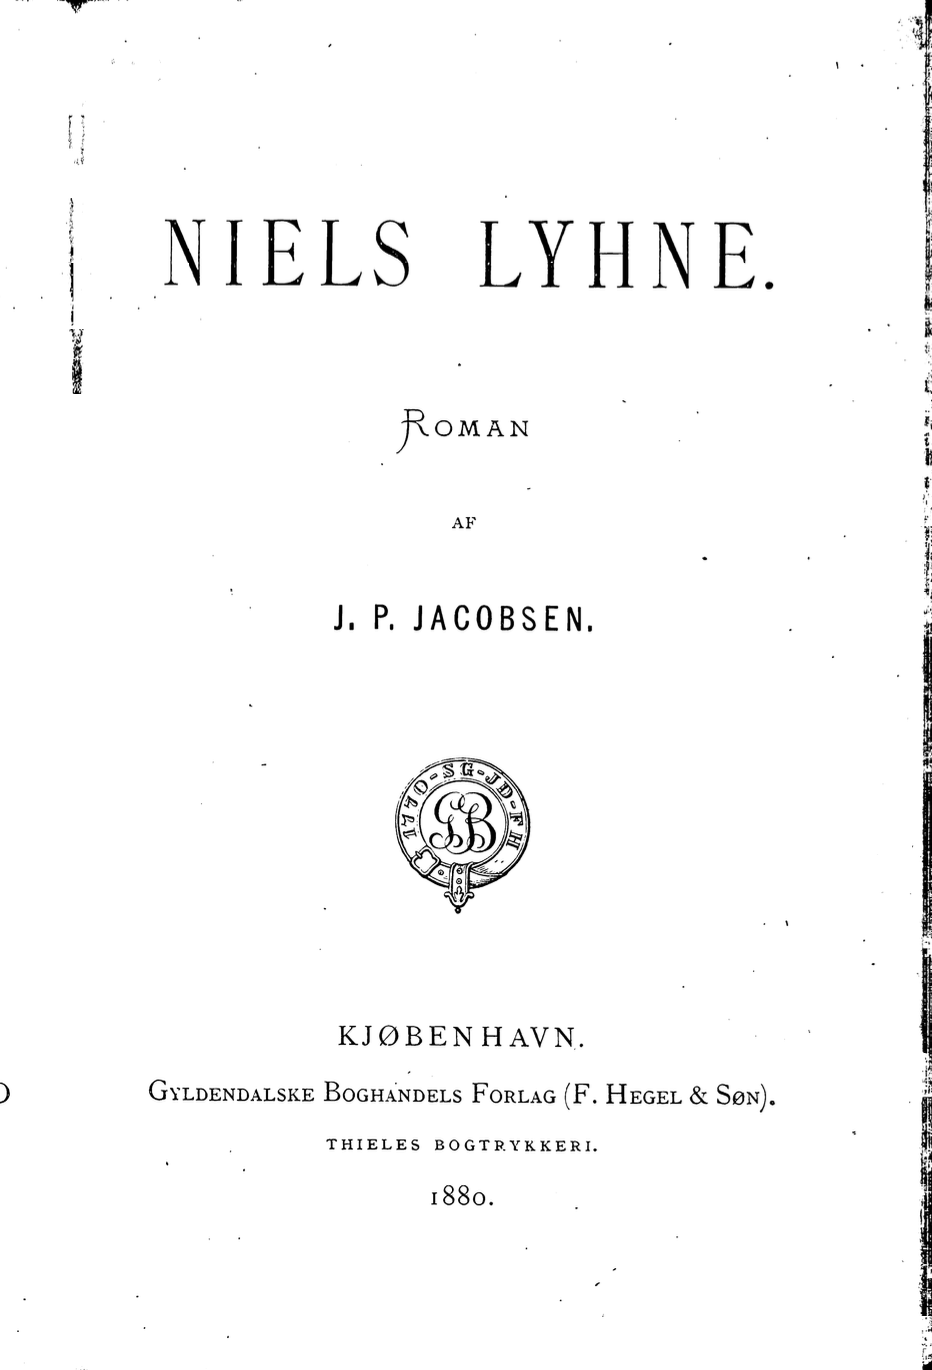 NIELS LYHNE.
ROMAN
AF
J. P. JACOBSEN.
1770-SG-JD-FH
GB
KJØBENHAVN.
GYLDENDALSKE BOGHANDELS FORLAG (F. HEGEL & SØN).
THIELES BOGTRYKKERI.
1880.